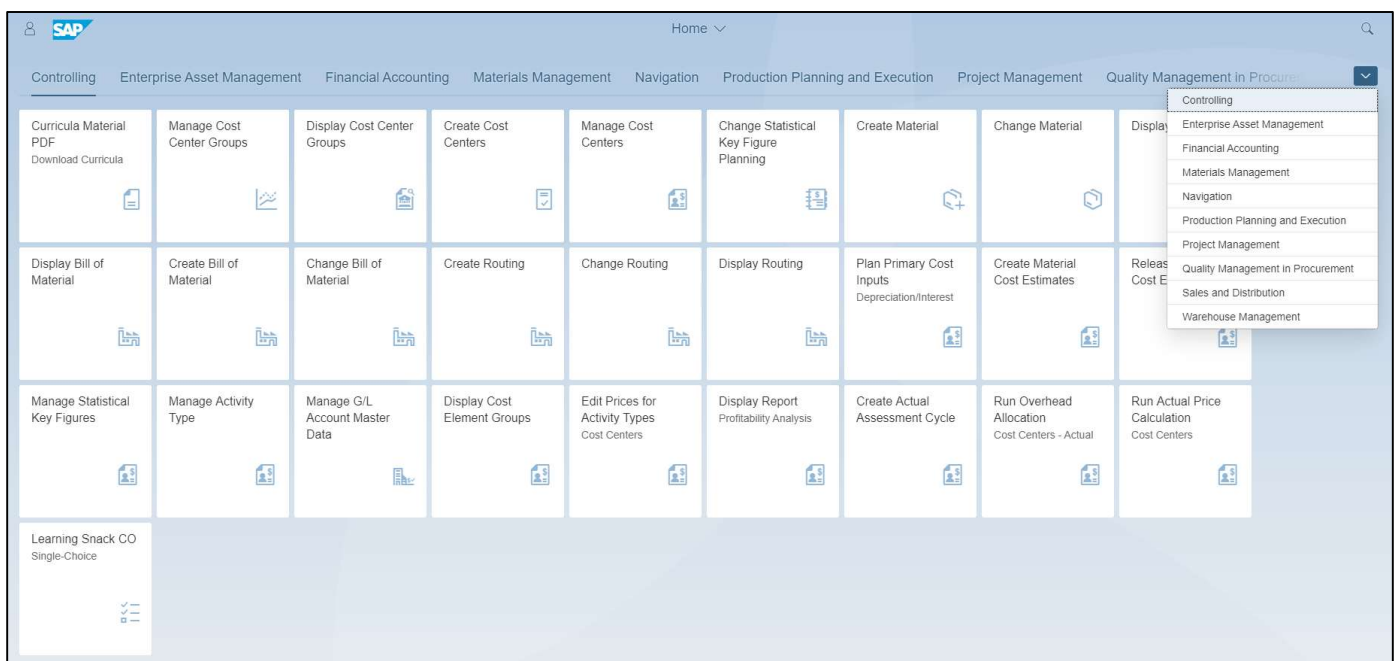 SAP
Home
Controlling
Enterprise Asset Management
Financial Accounting
Materials Management
Navigation
Production Planning and Execution
Project Management
Quality Management in Procure
Controlling
Enterprise Asset Management
Financial Accounting
Materials Management
Navigation
Production Planning and Execution
Project Management
Quality Management in Procurement
Sales and Distribution
Warehouse Management
Curricula Material
PDF
Download Curricula
Manage Cost
Center Groups
Display Cost Center
Groups
Create Cost
Centers
Manage Cost
Centers
Change Statistical
Key Figure
Planning
Create Material
Change Material
Display
Display Bill of
Material
Create Bill of
Material
Change Bill of
Material
Create Routing
Change Routing
Display Routing
Plan Primary Cost
Inputs
Depreciation/Interest
Create Material
Cost Estimates
Releas
Cost E
Manage Statistical
Key Figures
Manage Activity
Type
Manage G/L
Account Master
Data
Display Cost
Element Groups
Edit Prices for
Activity Types
Cost Centers
Display Report
Profitability Analysis
Create Actual
Assessment Cycle
Run Overhead
Allocation
Cost Centers - Actual
Run Actual Price
Calculation
Cost Centers
Learning Snack CO
Single-Choice